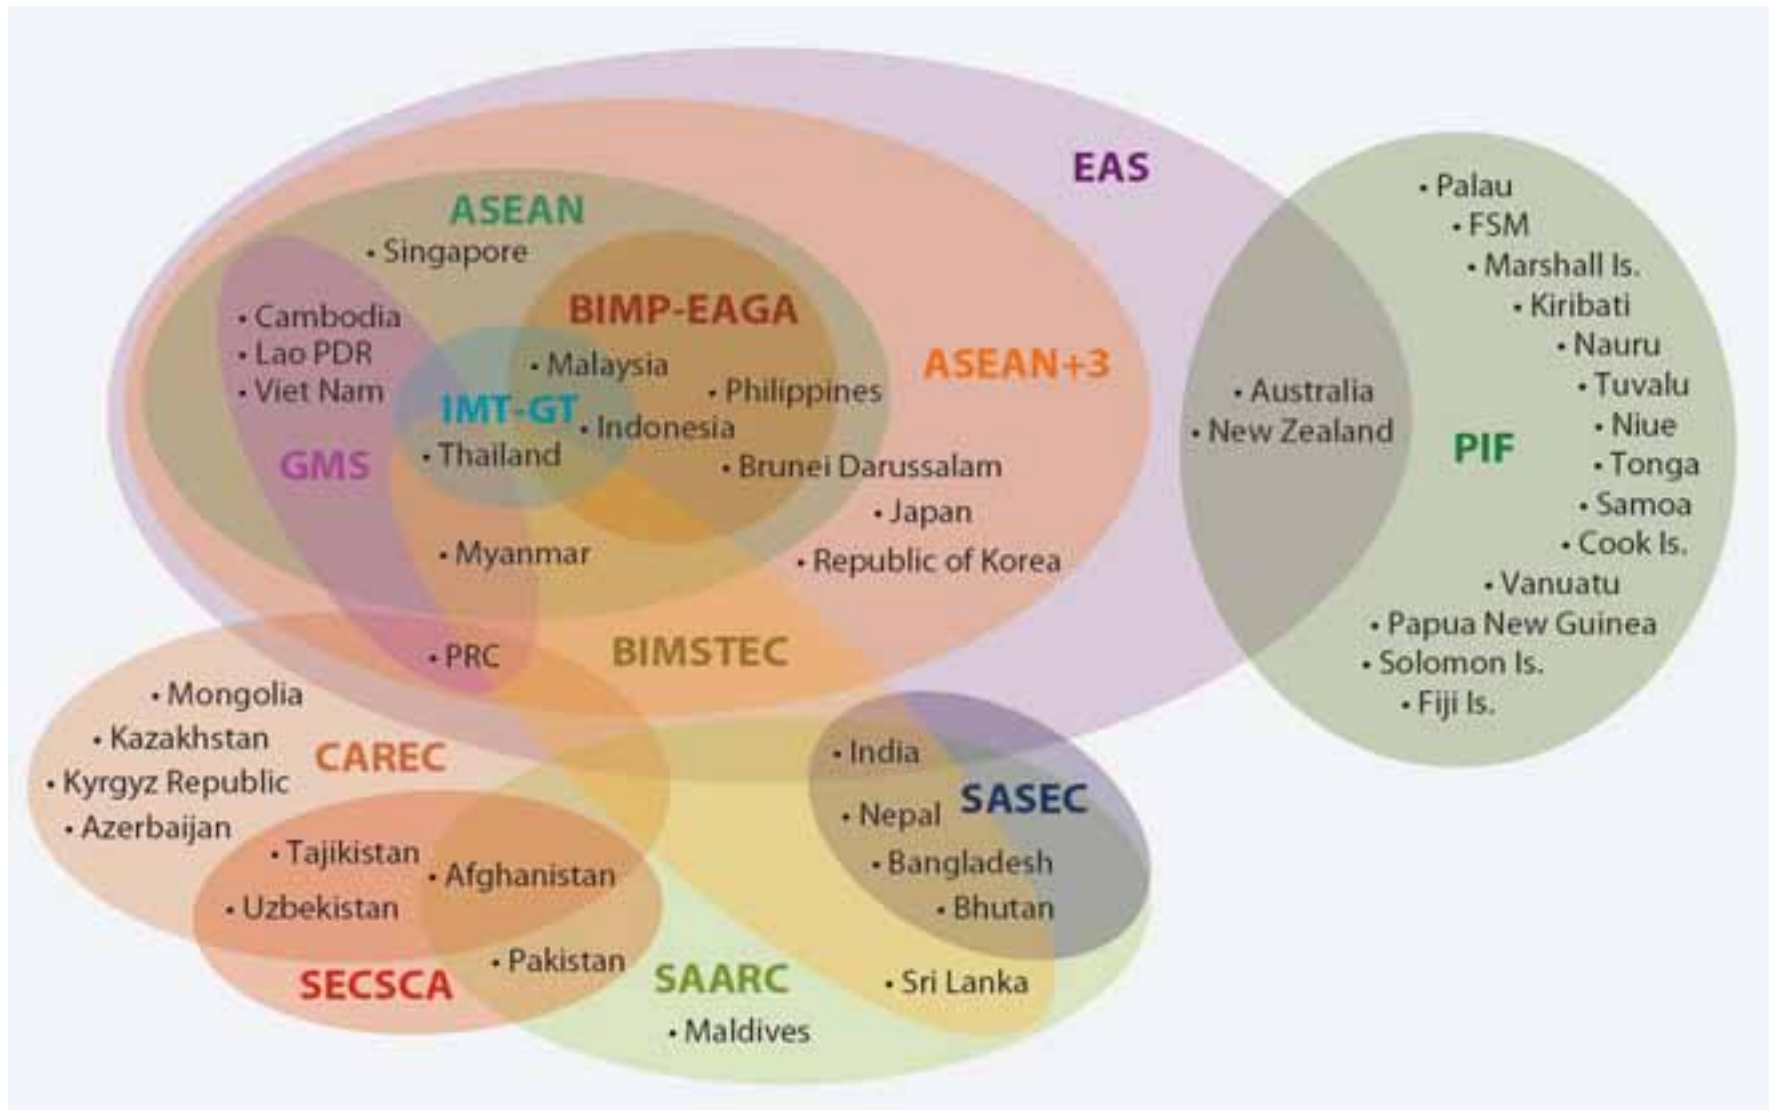 EAS
ASEAN
• Singapore
BIMP-EAGA
• Cambodia
• Lao PDR
• Viet Nam
• Malaysia
• Philippines
ASEAN+3
IMT-GT
• Indonesia
• Thailand
GMS
• Brunei Darussalam
• Japan
• Republic of Korea
• Myanmar
BIMSTEC
• PRC
• Australia
• New Zealand
• Palau
• FSM
• Marshall Is.
• Kiribati
• Nauru
• Tuvalu
• Niue
PIF
• Tonga
• Samoa
• Cook Is.
• Vanuatu
• Papua New Guinea
• Solomon Is.
• Fiji Is.
• Mongolia
• Kazakhstan
CAREC
• Kyrgyz Republic
• Azerbaijan
• Tajikistan
• Afghanistan
• Uzbekistan
SECSCA
• Pakistan
SAARC
• Maldives
• India
SASEC
• Nepal
• Bangladesh
• Bhutan
• Sri Lanka